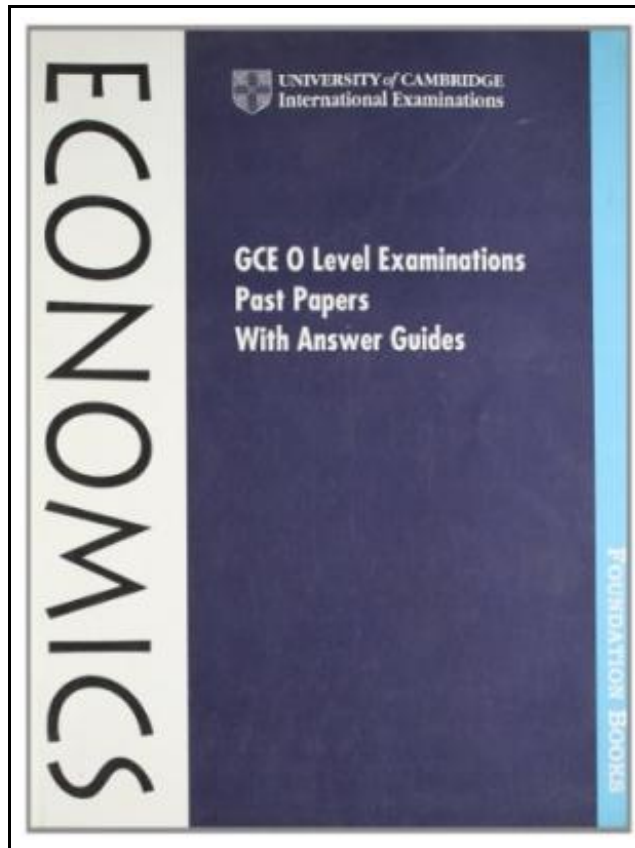 ECONOMICS
UNIVERSITY of CAMBRIDGE
International Examinations
GCE O Level Examinations
Past Papers
With Answer Guides
FOUNDATION BOOKS